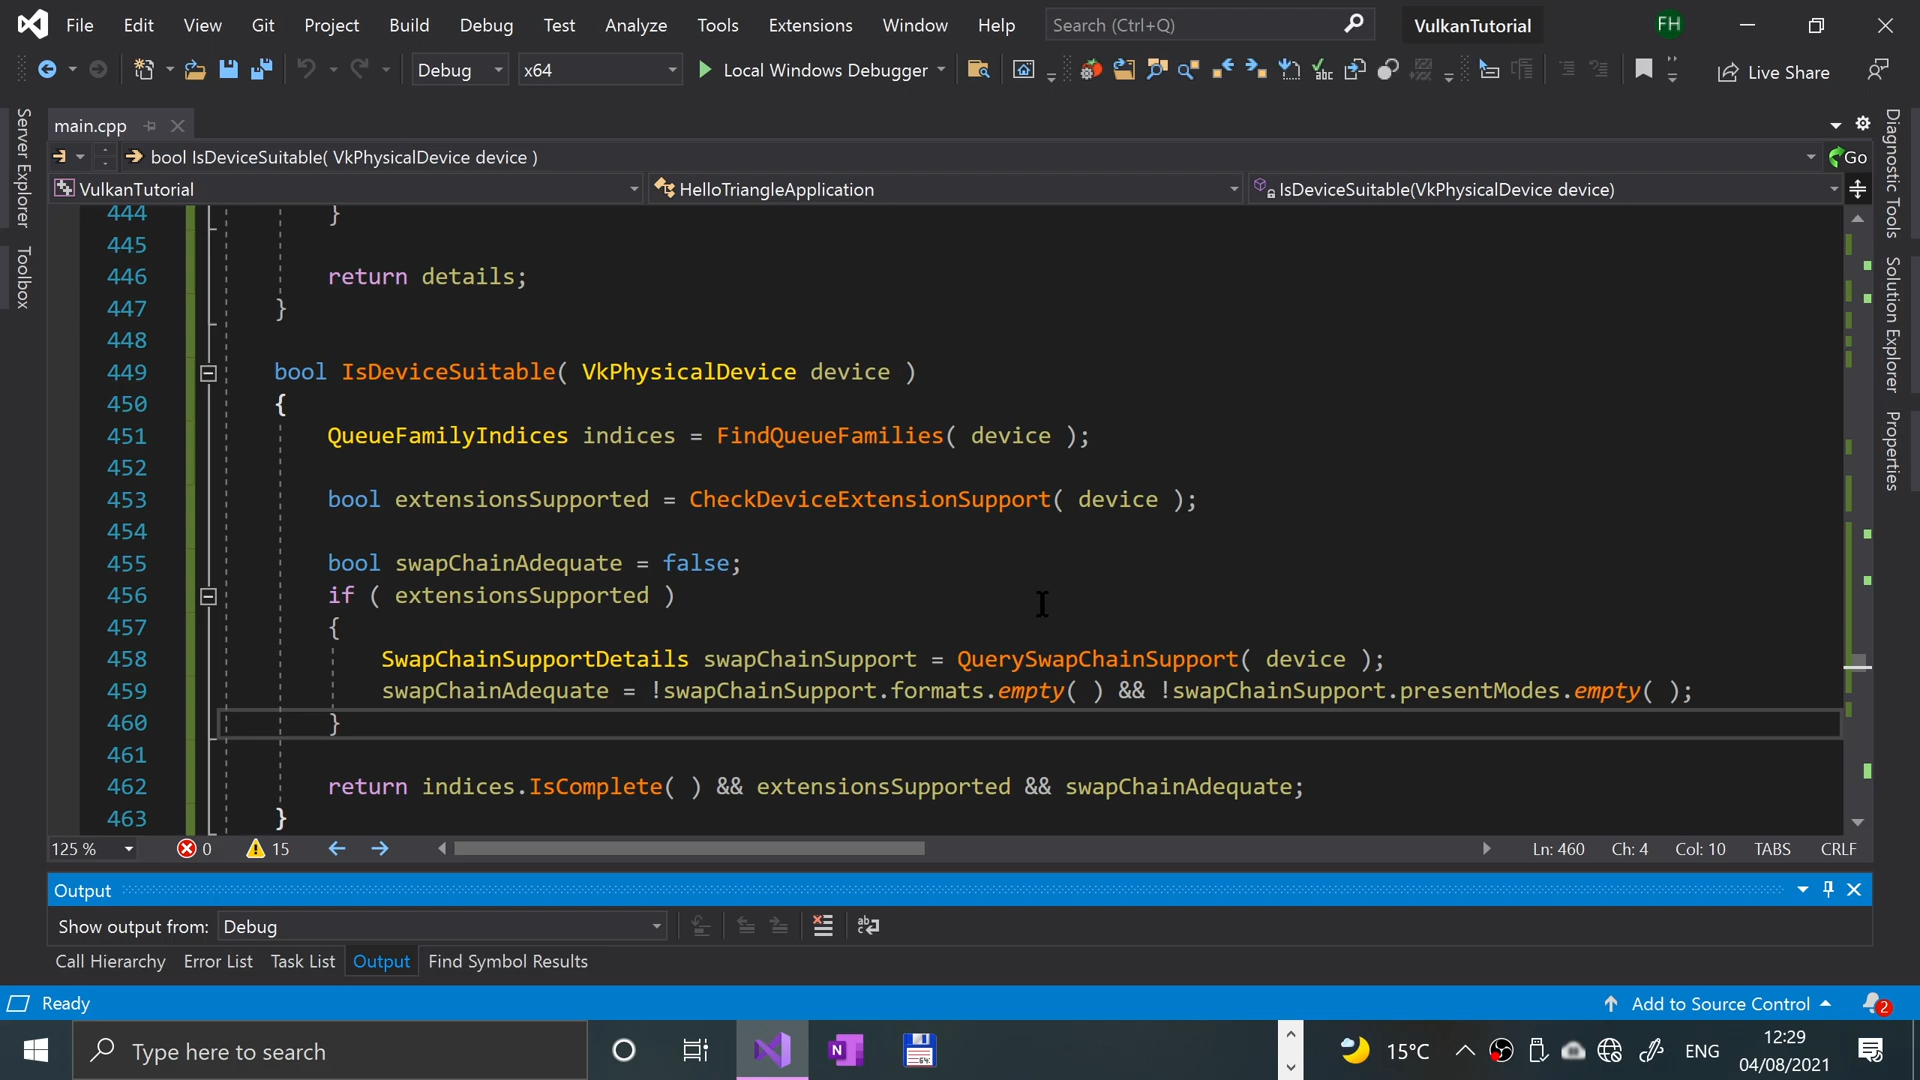 File Edit View Git Project Build Debug Test Analyze Tools Extensions Window Help Search (Ctrl+Q) VulkanTutorial FH
Debug x64 Local Windows Debugger Live Share
Server Explorer
Toolbox
main.cpp
bool IsDeviceSuitable( VkPhysicalDevice device ) Go
VulkanTutorial HelloTriangleApplication IsDeviceSuitable(VkPhysicalDevice device)
444 }
445
446 return details;
447 }
448
449 bool IsDeviceSuitable( VkPhysicalDevice device )
450 {
451 QueueFamilyIndices indices = FindQueueFamilies( device );
452
453 bool extensionsSupported = CheckDeviceExtensionSupport( device );
454
455 bool swapChainAdequate = false;
456 if ( extensionsSupported )
457 {
458 SwapChainSupportDetails swapChainSupport = QuerySwapChainSupport( device );
459 swapChainAdequate = !swapChainSupport.formats.empty( ) && !swapChainSupport.presentModes.empty( );
460 }
461
462 return indices.IsComplete( ) && extensionsSupported && swapChainAdequate;
463 }
Diagnostic Tools
Solution Explorer
Properties
125 % 0 15 Ln: 460 Ch: 4 Col: 10 TABS CRLF
Output
Show output from: Debug
Call Hierarchy Error List Task List Output Find Symbol Results
Ready Add to Source Control 2
Type here to search 15°C ENG 12:29
04/08/2021